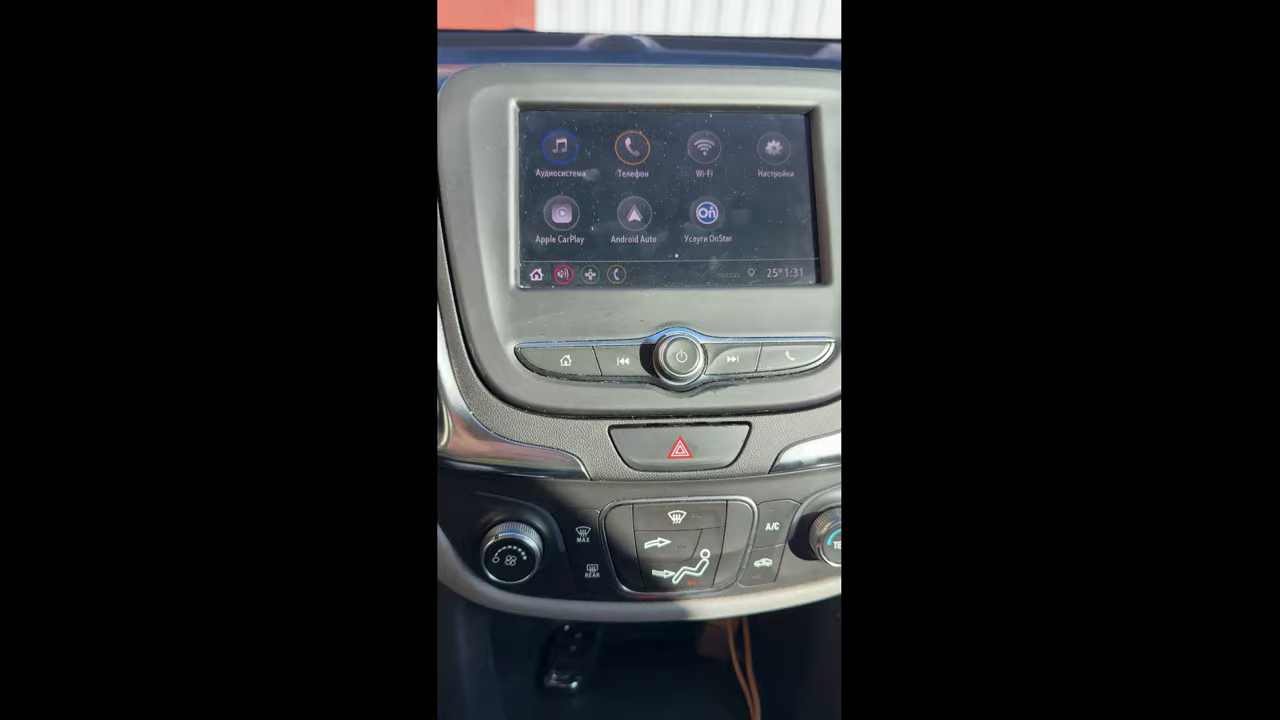 Аудиосистема Телефон Wi-Fi Настройки
Apple CarPlay Android Auto Услуги OnStar
25° 1:31
MAX
A/C
REAR